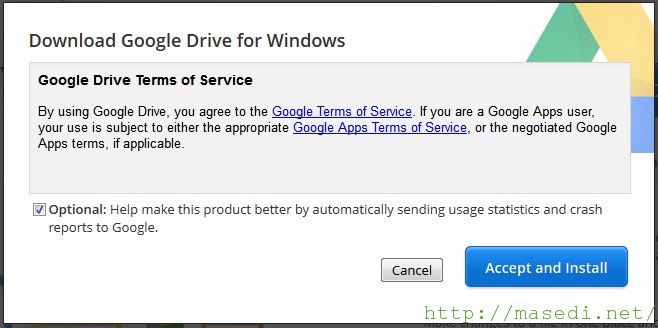 Download Google Drive for Windows
Google Drive Terms of Service
By using Google Drive, you agree to the Google Terms of Service. If you are a Google Apps user,
your use is subject to either the appropriate Google Apps Terms of Service, or the negotiated Google
Apps terms, if applicable.
Optional: Help make this product better by automatically sending usage statistics and crash
reports to Google.
Cancel
Accept and Install
http://masedi.net/